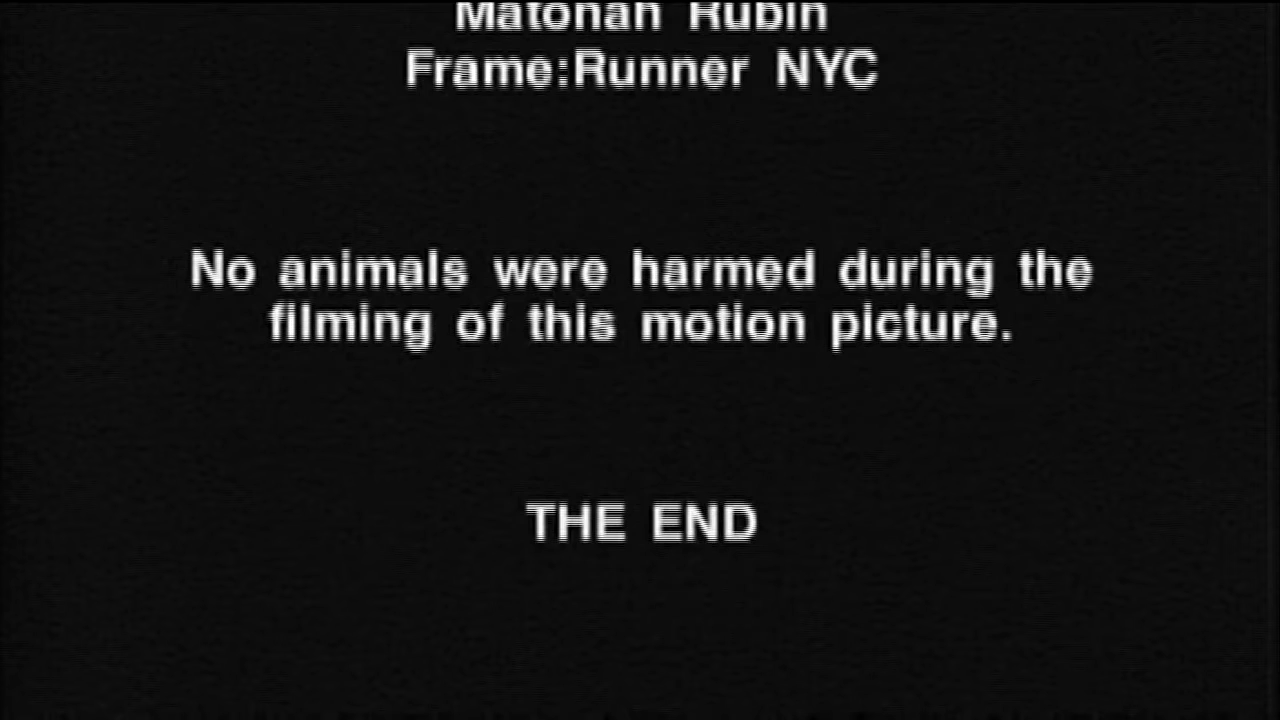 Matonah Rubin
Frame:Runner NYC
No animals were harmed during the
filming of this motion picture.
THE END